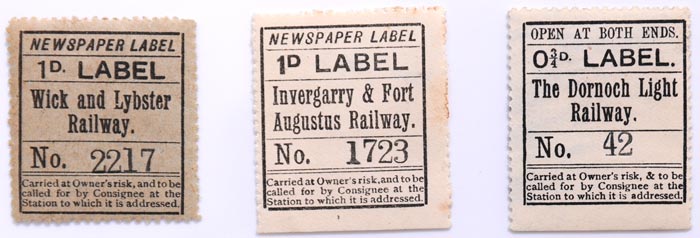 NEWSPAPER LABEL
1D. LABEL
Wick and Lybster
Railway.
No. 2217
Carried at Owner's risk, and to be
called for by Consignee at the
Station to which it is addressed.
NEWSPAPER LABEL
1D LABEL
Invergarry & Fort
Augustus Railway.
No. 1723
Carried at Owner's risk, and to be
called for by Consignee at the
Station to which it is addressed.
OPEN AT BOTH ENDS.
0¾D. LABEL.
The Dornoch Light
Railway.
No. 42
Carried at Owner's risk, & to be
called for by Consignee at the
Station to which it is addressed.